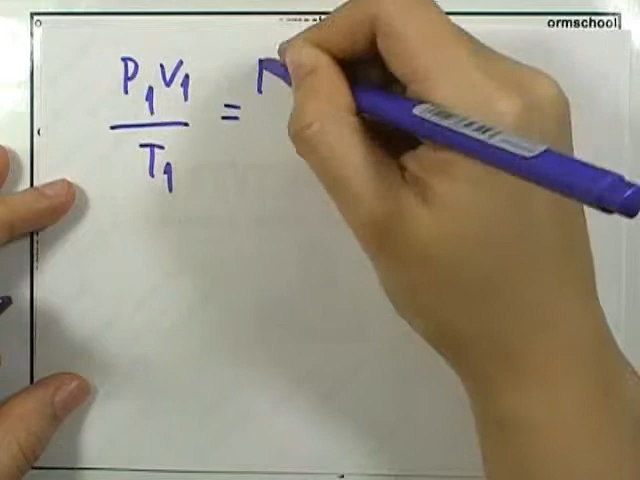 ormschool
P₁V₁ / T₁ = P